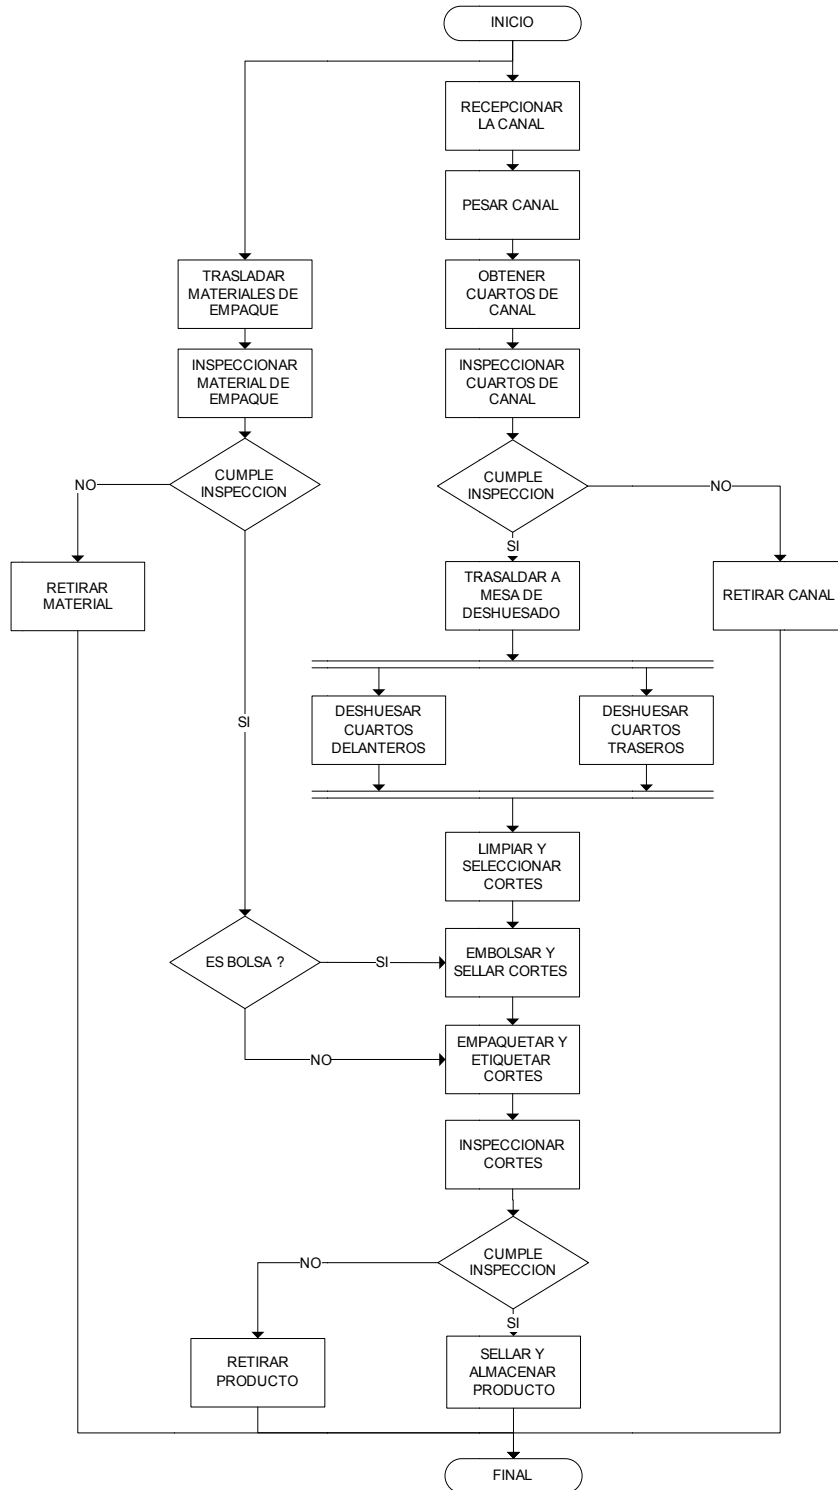 INICIO
RECEPCIONAR
LA CANAL
PESAR CANAL
TRASLADAR
MATERIALES DE
EMPAQUE
OBTENER
CUARTOS DE
CANAL
INSPECCIONAR
MATERIAL DE
EMPAQUE
INSPECCIONAR
CUARTOS DE
CANAL
CUMPLE
INSPECCION
CUMPLE
INSPECCION
NO
NO
SI
RETIRAR
MATERIAL
TRASALDAR A
MESA DE
DESHUESADO
RETIRAR CANAL
SI
DESHUESAR
CUARTOS
DELANTEROS
DESHUESAR
CUARTOS
TRASEROS
LIMPIAR Y
SELECCIONAR
CORTES
ES BOLSA ?
SI
EMBOLSAR Y
SELLAR CORTES
NO
EMPAQUETAR Y
ETIQUETAR
CORTES
INSPECCIONAR
CORTES
CUMPLE
INSPECCION
NO
SI
RETIRAR
PRODUCTO
SELLAR Y
ALMACENAR
PRODUCTO
FINAL